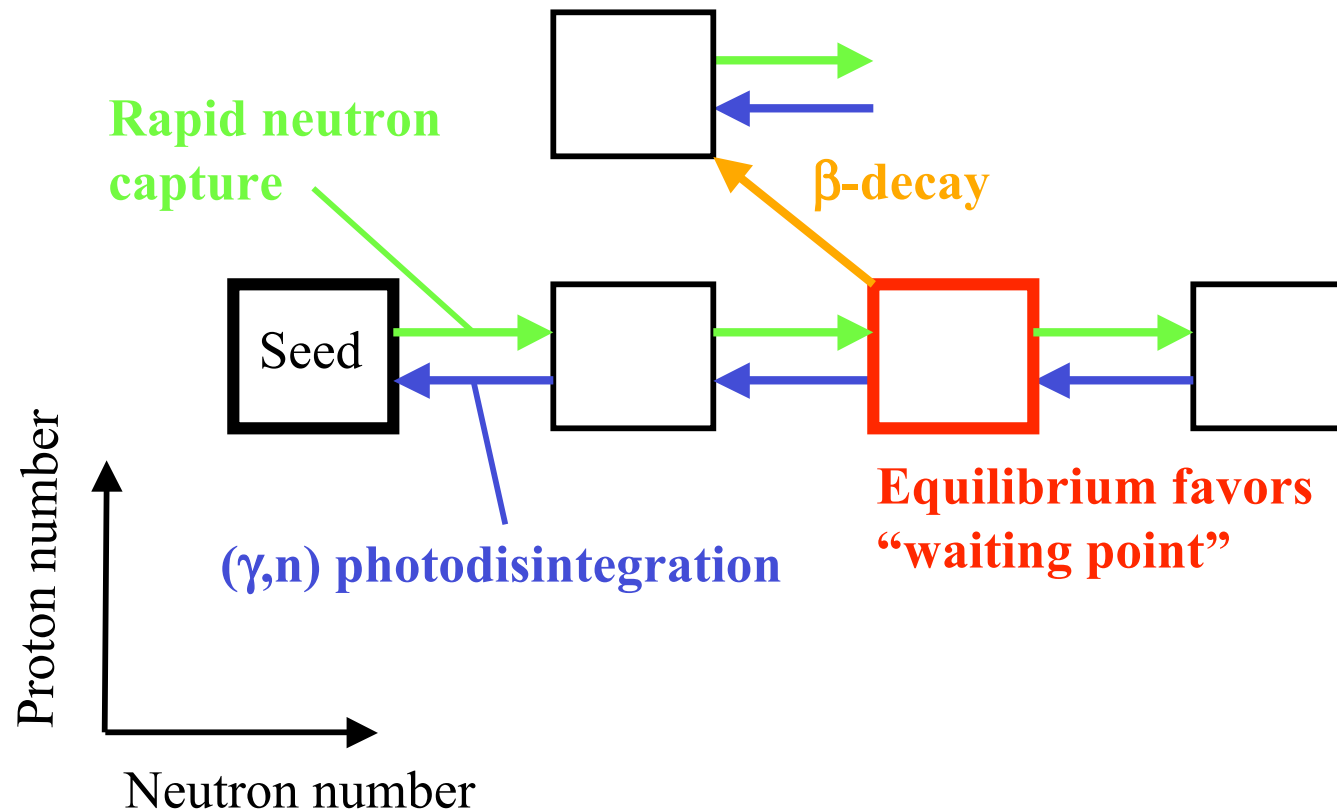 Rapid neutron
capture
β-decay
Seed
Equilibrium favors
“waiting point”
(γ,n) photodisintegration
Proton number
Neutron number